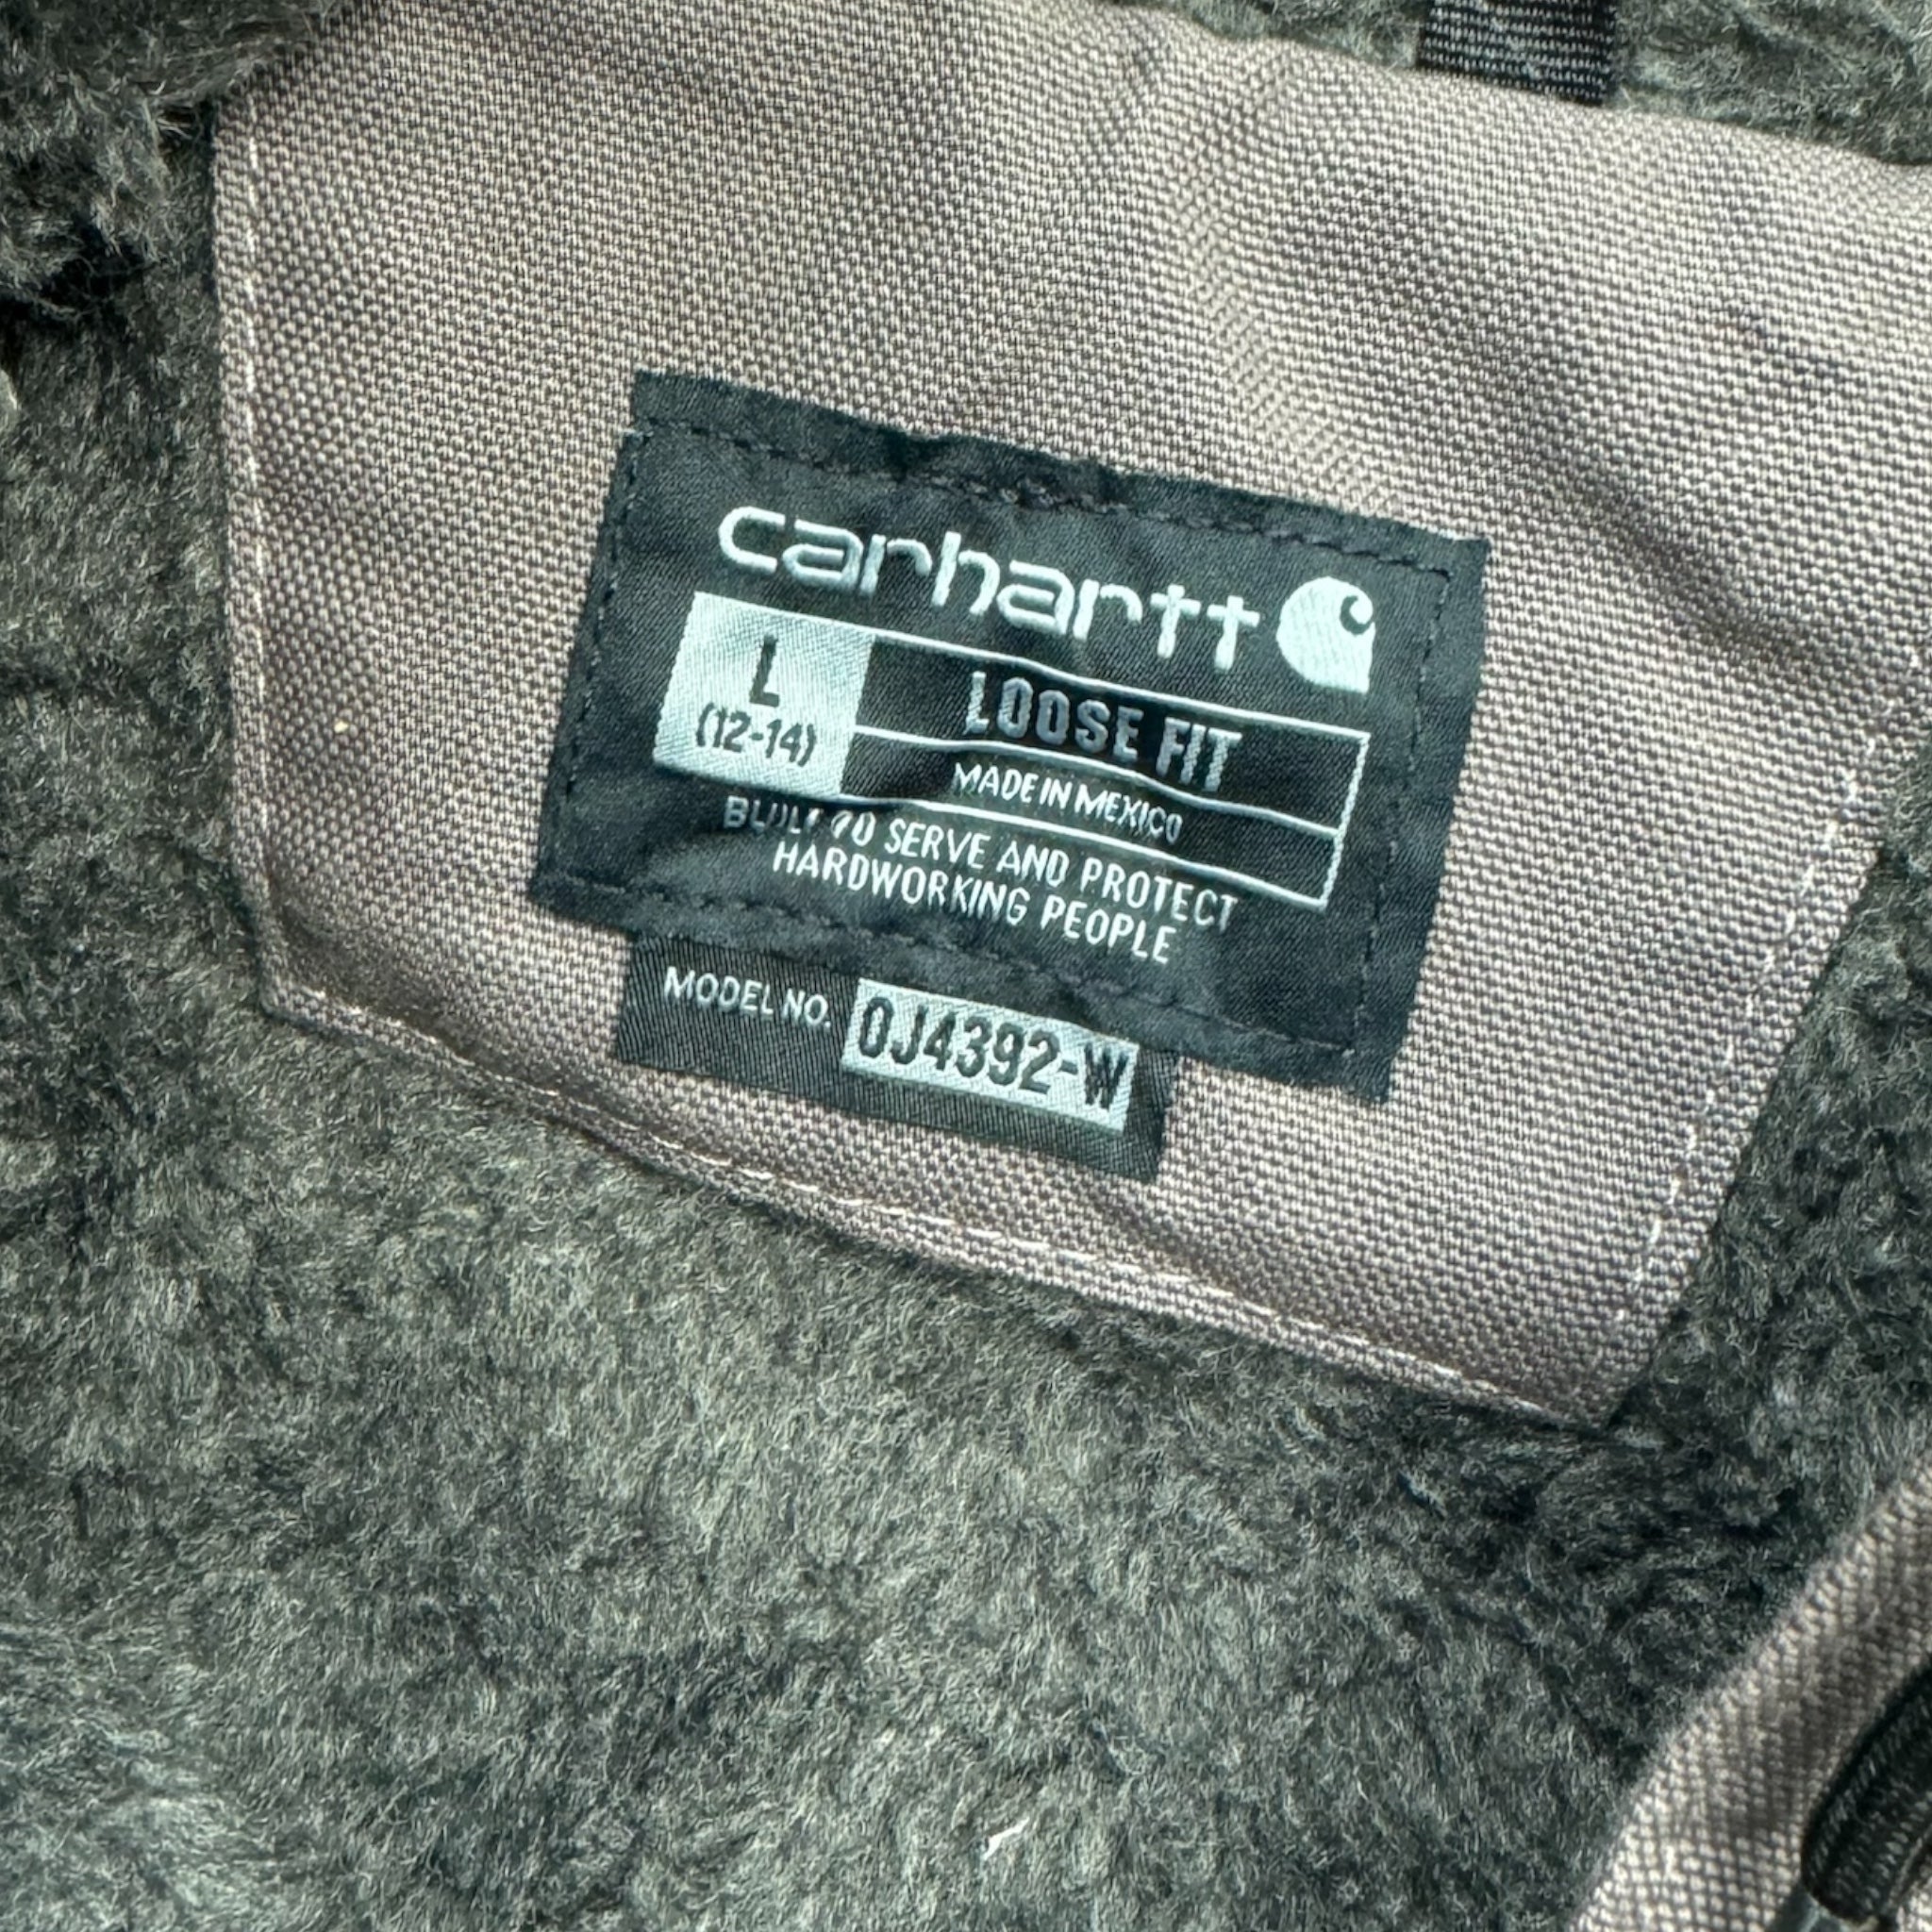 carhartt
L
(12-14)
LOOSE FIT
MADE IN MEXICO
BUILT TO SERVE AND PROTECT
HARDWORKING PEOPLE
MODEL NO. OJ4392-W